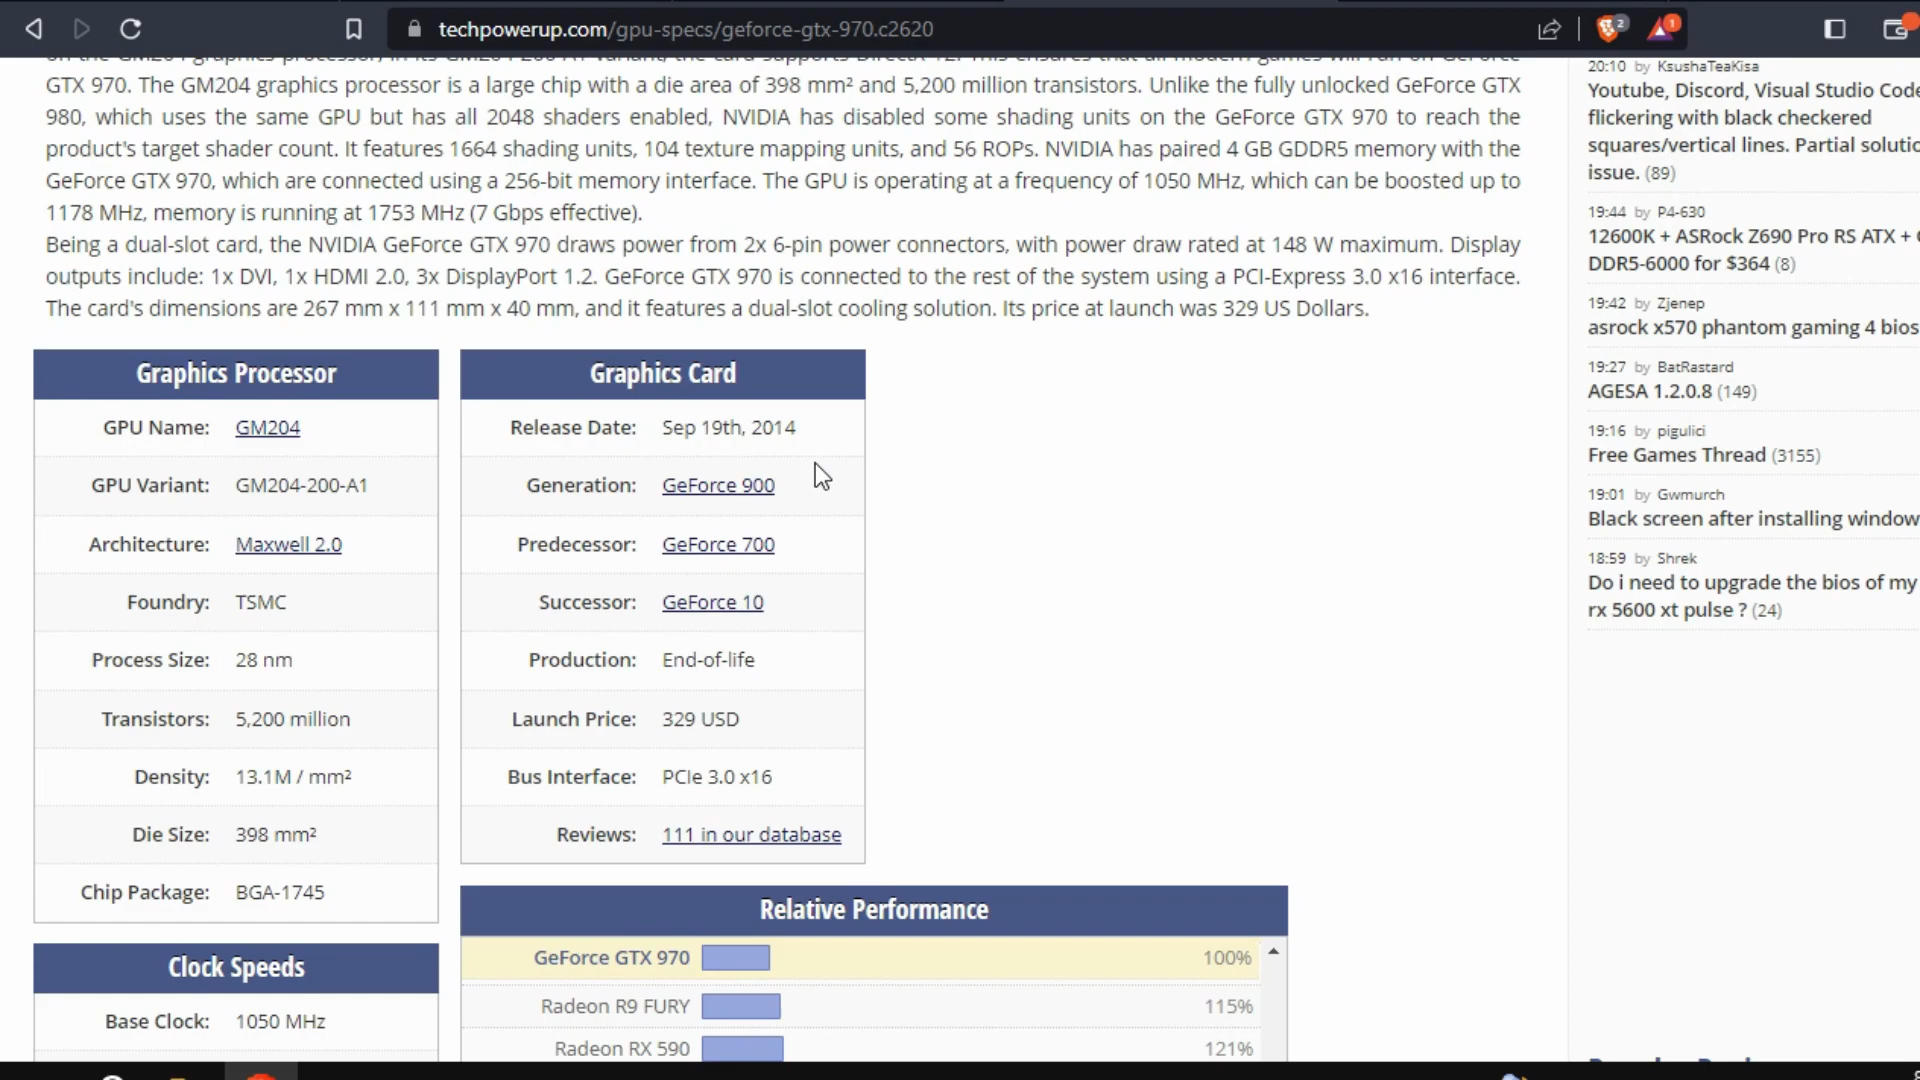 techpowerup.com/gpu-specs/geforce-gtx-970.c2620
2
1
GTX 970. The GM204 graphics processor is a large chip with a die area of 398 mm² and 5,200 million transistors. Unlike the fully unlocked GeForce GTX
980, which uses the same GPU but has all 2048 shaders enabled, NVIDIA has disabled some shading units on the GeForce GTX 970 to reach the
product's target shader count. It features 1664 shading units, 104 texture mapping units, and 56 ROPs. NVIDIA has paired 4 GB GDDR5 memory with the
GeForce GTX 970, which are connected using a 256-bit memory interface. The GPU is operating at a frequency of 1050 MHz, which can be boosted up to
1178 MHz, memory is running at 1753 MHz (7 Gbps effective).
Being a dual-slot card, the NVIDIA GeForce GTX 970 draws power from 2x 6-pin power connectors, with power draw rated at 148 W maximum. Display
outputs include: 1x DVI, 1x HDMI 2.0, 3x DisplayPort 1.2. GeForce GTX 970 is connected to the rest of the system using a PCI-Express 3.0 x16 interface.
The card's dimensions are 267 mm x 111 mm x 40 mm, and it features a dual-slot cooling solution. Its price at launch was 329 US Dollars.
Graphics Processor
GPU Name: GM204
GPU Variant: GM204-200-A1
Architecture: Maxwell 2.0
Foundry: TSMC
Process Size: 28 nm
Transistors: 5,200 million
Density: 13.1M / mm²
Die Size: 398 mm²
Chip Package: BGA-1745
Clock Speeds
Base Clock: 1050 MHz
Graphics Card
Release Date: Sep 19th, 2014
Generation: GeForce 900
Predecessor: GeForce 700
Successor: GeForce 10
Production: End-of-life
Launch Price: 329 USD
Bus Interface: PCIe 3.0 x16
Reviews: 111 in our database
Relative Performance
GeForce GTX 970 100%
Radeon R9 FURY 115%
Radeon RX 590 121%
20:10 by KsushaTeaKisa
Youtube, Discord, Visual Studio Code
flickering with black checkered
squares/vertical lines. Partial
issue. (89)
19:44 by P4-630
12600K + ASRock Z690 Pro RS ATX +
DDR5-6000 for $364 (8)
19:42 by Zjenep
asrock x570 phantom gaming 4 bios
19:27 by BatRastard
AGESA 1.2.0.8 (149)
19:16 by pigulici
Free Games Thread (3155)
19:01 by Gwmurch
Black screen after installing window
18:59 by Shrek
Do i need to upgrade the bios of my
rx 5600 xt pulse ? (24)